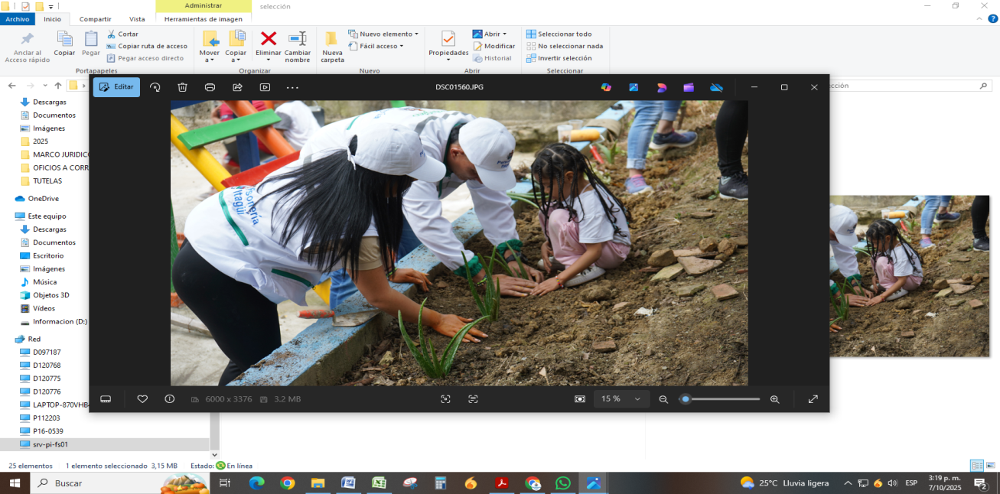 Administrar
selección
Archivo
Inicio
Compartir
Vista
Herramientas de imagen
Anclar al
Acceso rápido
Copiar
Pegar
Cortar
Copiar ruta de acceso
Pegar acceso directo
Portapapeles
Mover
a
Copiar
a
Eliminar
Cambiar
nombre
Organizar
Nueva
carpeta
Nuevo elemento
Fácil acceso
Nuevo
Propiedades
Abrir
Modificar
Historial
Abrir
Seleccionar todo
No seleccionar nada
Invertir selección
Seleccionar
Editar
DSC01560.JPG
cción
Descargas
Documentos
Imágenes
2025
MARCO JURIDICO
OFICIOS A CORR
TUTELAS
OneDrive
Este equipo
Descargas
Documentos
Escritorio
Imágenes
Música
Objetos 3D
Vídeos
Informacion (D:)
Red
D097187
D120768
D120775
D120776
LAPTOP-870VHB
P112203
P16-0539
srv-pi-fs01
sonería
Itagüí
6000 x 3376
3.2 MB
15 %
25 elementos
1 elemento seleccionado 3,15 MB
Estado:
En línea
Buscar
25°C Lluvia ligera
ESP
3:19 p. m.
7/10/2025
2